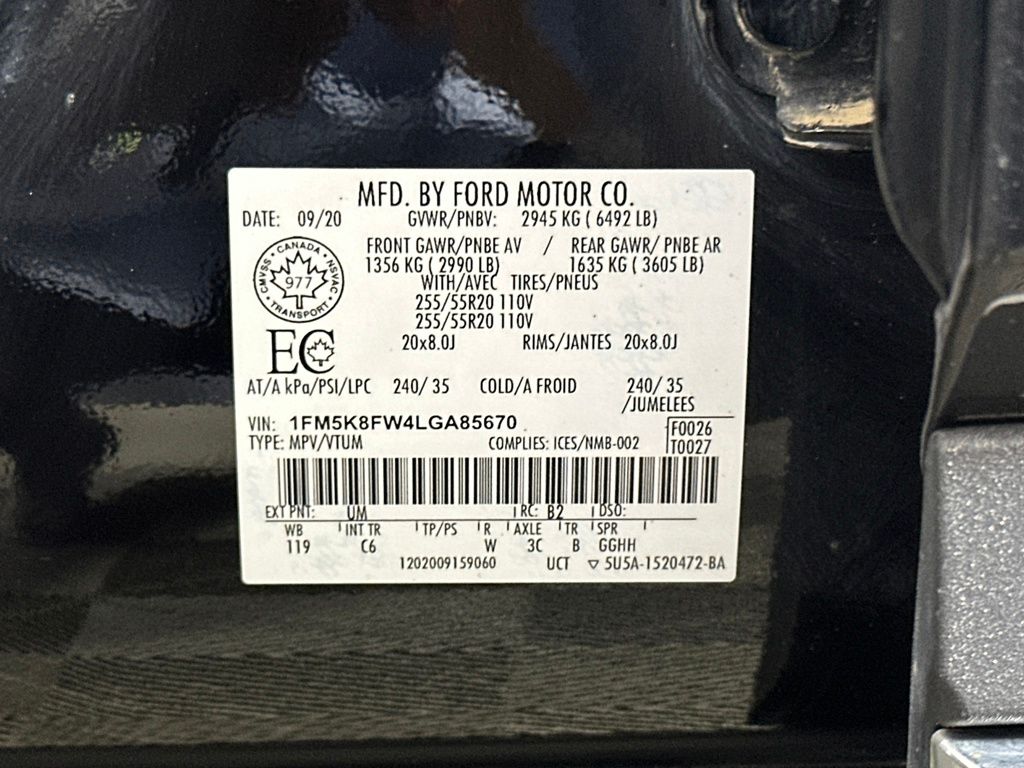 MFD. BY FORD MOTOR CO.
DATE: 09/20 GVWR/PNBV: 2945 KG ( 6492 LB)
FRONT GAWR/PNBE AV / REAR GAWR/ PNBE AR
1356 KG ( 2990 LB) 1635 KG ( 3605 LB)
WITH/AVEC TIRES/PNEUS
255/55R20 110V
255/55R20 110V
20x8.0J RIMS/JANTES 20x8.0J
CMVSS • CANADA • NSVAC • TRANSPORT •
977
EC
AT/A kPa/PSI/LPC 240/ 35 COLD/A FROID 240/ 35
/JUMELEES
VIN: 1FM5K8FW4LGA85670 F0026
TYPE: MPV/VTUM COMPLIES: ICES/NMB-002 T0027
EXT PNT: UM RC: B2 DSO:
WB INT TR TP/PS R AXLE TR SPR
119 C6 W 3C B GGHH
1202009159060 UCT ▽ 5U5A-1520472-BA